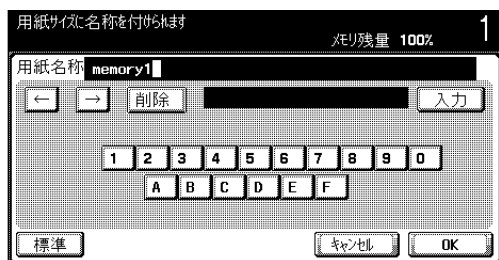 用紙サイズに名称を付けられます
メモリ残量 100% 1
用紙名称 memory1
← → 削除 入力
1 2 3 4 5 6 7 8 9 0
A B C D E F
標準 キャンセル OK